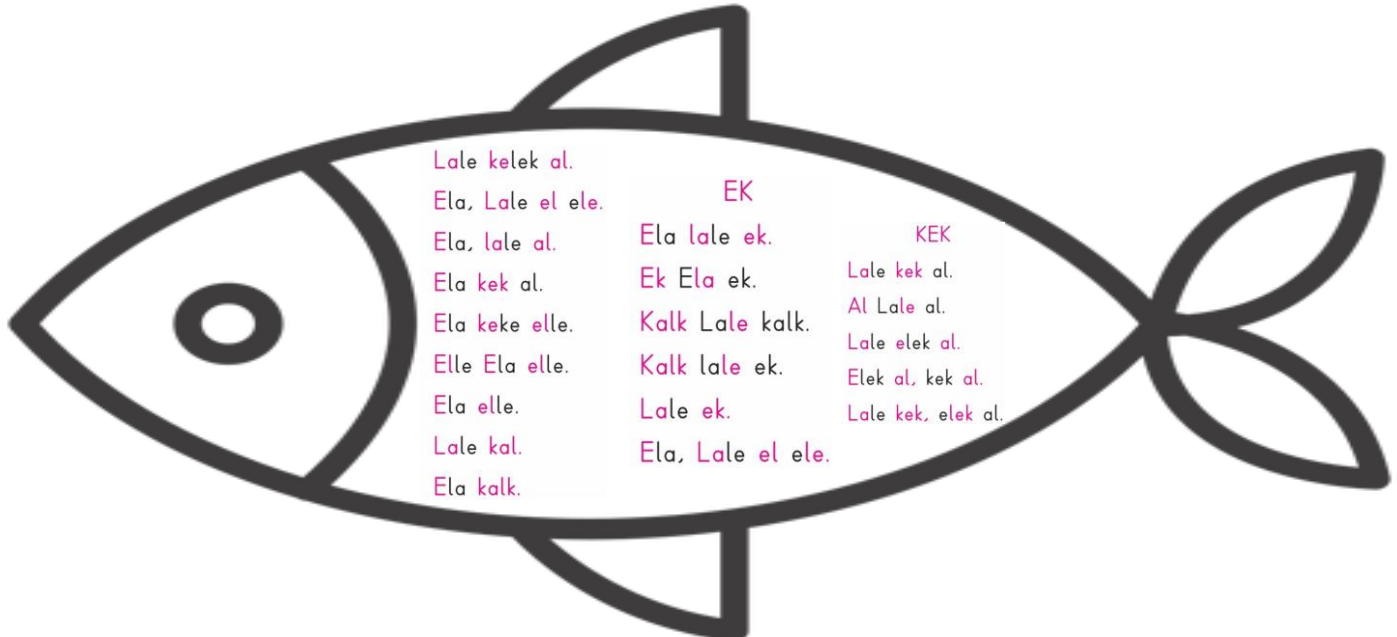 Lale kelek al.
Ela, Lale el ele.
Ela, lale al.
Ela kek al.
Ela keke elle.
Elle Ela elle.
Ela elle.
Lale kal.
Ela kalk.
EK
Ela lale ek.
Ek Ela ek.
Kalk Lale kalk.
Kalk lale ek.
Lale ek.
Ela, Lale el ele.
KEK
Lale kek al.
Al Lale al.
Lale elek al.
Elek al, kek al.
Lale kek, elek al.